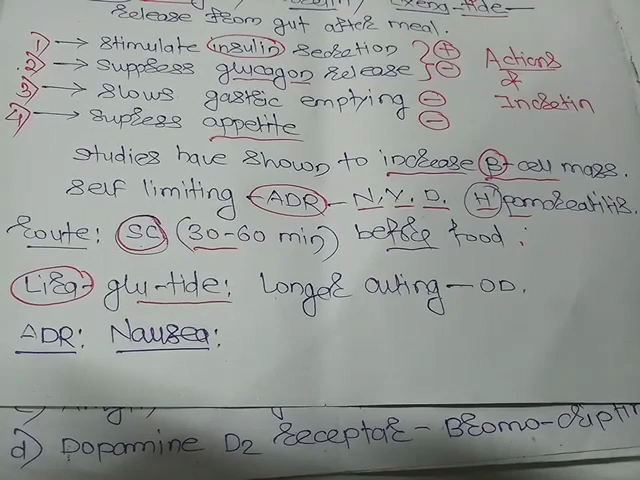 release from gut after meal.
1) → stimulate insulin secretion } + Actions
2) → suppress glucagon release } - of
3) → slows gastric emptying - Incretin
4) → supress appetite -
studies have shown to increase β-cell mass.
self limiting -ADR- N.V.D. H' pancreatitis.
Route: SC (30-60 min) before food:
Lira-glu-tide: Longer acting - OD.
ADR: Nausea:
d) Dopamine D2 receptor - Bromo-cripti